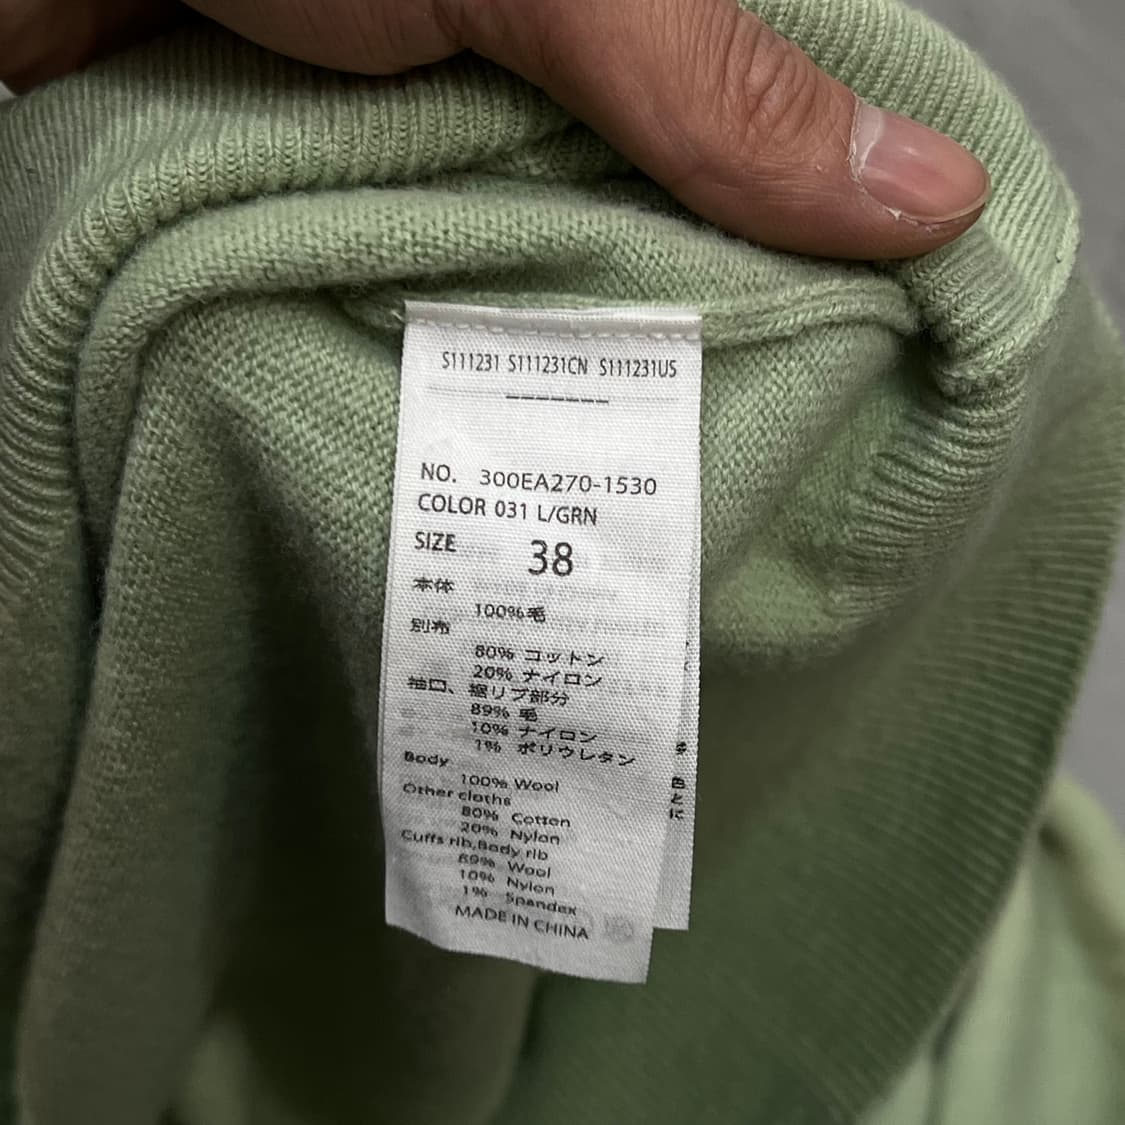 S111231 S111231CN S111231US
-------
NO. 300EA270-1530
COLOR 031 L/GRN
SIZE 38
本体
100% 毛
別布
80% コットン
20% ナイロン
袖口、裾リブ部分
89% 毛
10% ナイロン
1% ポリウレタン
Body
100% Wool
Other cloths
80% Cotton
20% Nylon
Cuffs rib,Body rib
89% Wool
10% Nylon
1% Spandex
MADE IN CHINA
色
とに